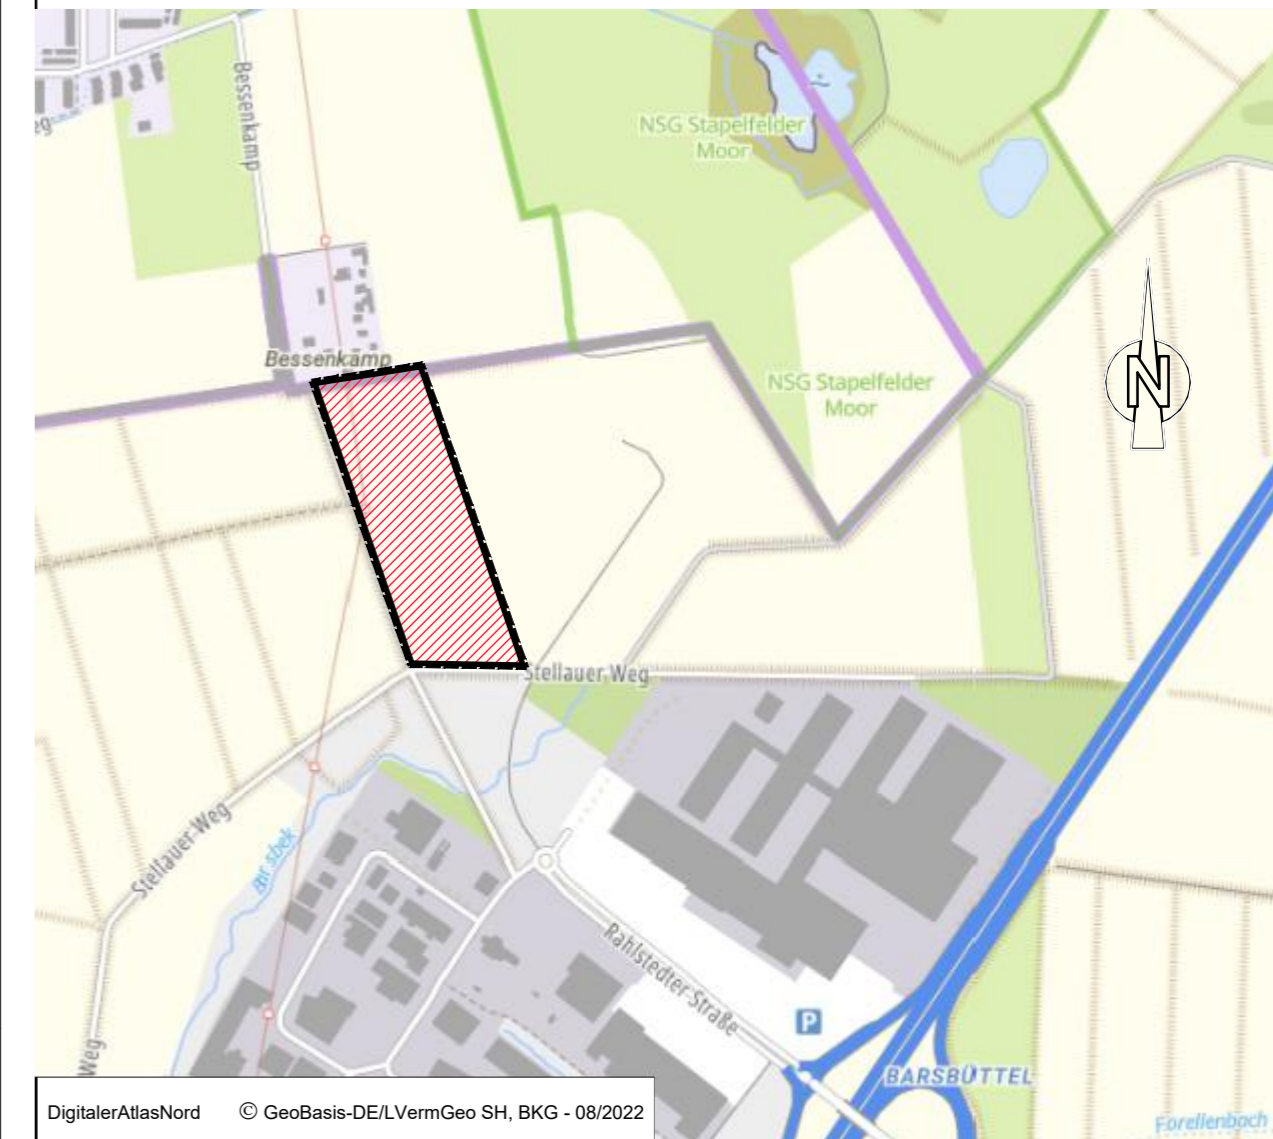 Bessenkamp
NSG Stapelfelder
Moor
Bessenkamp
NSG Stapelfelder
Moor
N
Stellauer Weg
Stellauer Weg
Rahlstedter Straße
Weg
P
BARSBÜTTEL
Forellenbach
DigitalerAtlasNord © GeoBasis-DE/LVermGeo SH, BKG - 08/2022